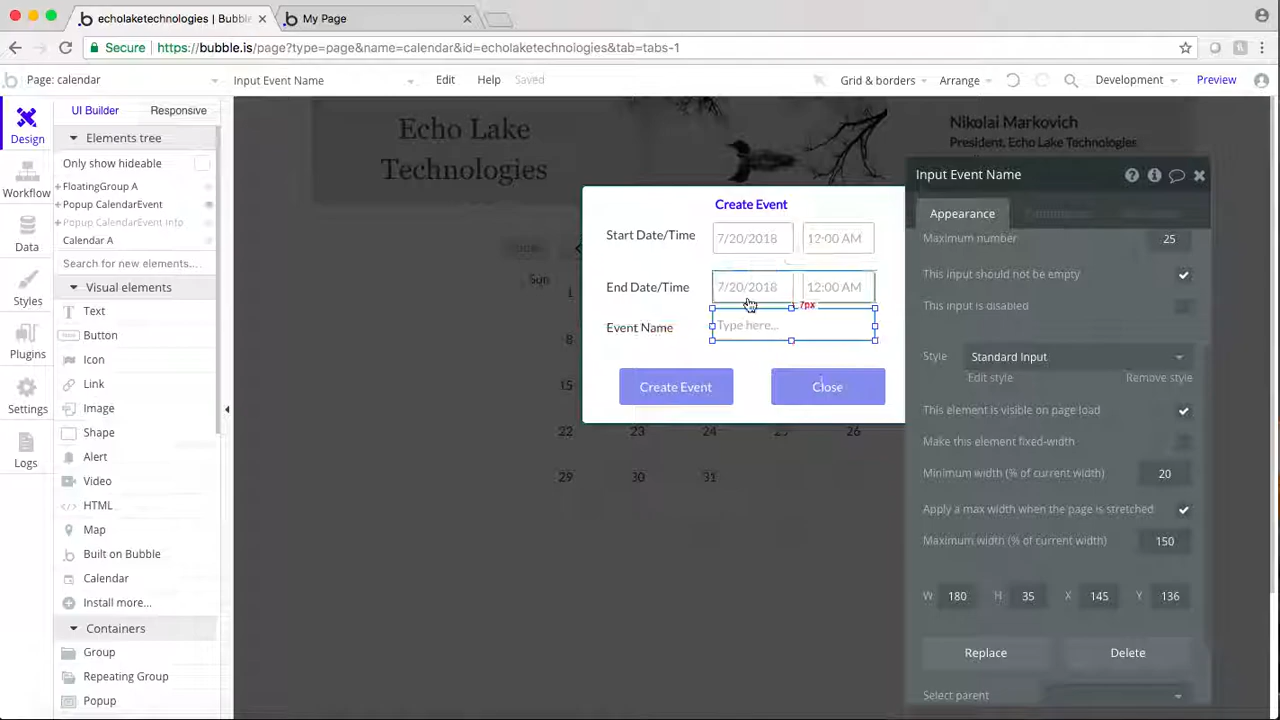 echolaketechnologies | Bubble
My Page
Secure
https://bubble.is/page?type=page&name=calendar&id=echolaketechnologies&tab=tabs-1
Page: calendar
Input Event Name
Edit
Help
Saved
Grid & borders
Arrange
Development
Preview
Design
Workflow
Data
Styles
Plugins
Settings
Logs
UI Builder
Responsive
Elements tree
Only show hideable
FloatingGroup A
Popup CalendarEvent
Popup CalendarEvent Info
Calendar A
Search for new elements....
Visual elements
Text
Button
Icon
Link
Image
Shape
Alert
Video
HTML
Map
Built on Bubble
Calendar
Install more...
Containers
Group
Repeating Group
Popup
Echo Lake
Technologies
Nikolai Markovich
President, Echo Lake Technologies
Sun
1
8
15
22 23 24 25 26
29 30 31
Create Event
Start Date/Time
7/20/2018
12:00 AM
End Date/Time
7/20/2018
12:00 AM
7px
Event Name
Type here...
Create Event
Close
Input Event Name
Appearance
Maximum number
25
This input should not be empty
This input is disabled
Style
Standard Input
Edit style
Remove style
This element is visible on page load
Make this element fixed-width
Minimum width (% of current width)
20
Apply a max width when the page is stretched
Maximum width (% of current width)
150
W 180 H 35 X 145 Y 136
Replace
Delete
Select parent